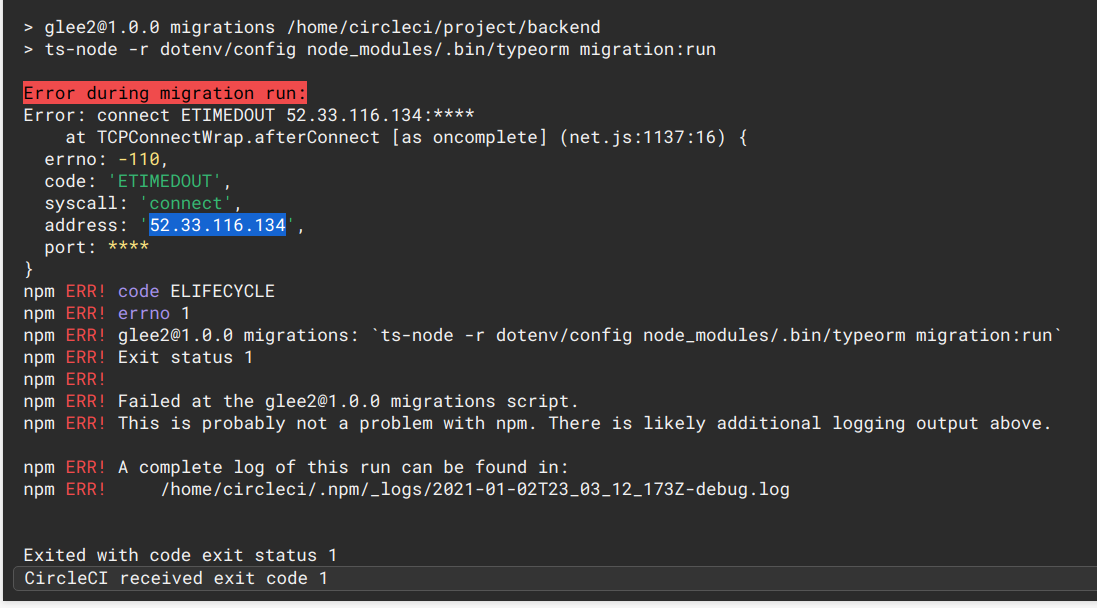 > glee2@1.0.0 migrations /home/circleci/project/backend
> ts-node -r dotenv/config node_modules/.bin/typeorm migration:run
Error during migration run:
Error: connect ETIMEDOUT 52.33.116.134:****
at TCPConnectWrap.afterConnect [as oncomplete] (net.js:1137:16) {
errno: -110,
code: 'ETIMEDOUT',
syscall: 'connect',
address: '52.33.116.134',
port: ****
}
npm ERR! code ELIFECYCLE
npm ERR! errno 1
npm ERR! glee2@1.0.0 migrations: `ts-node -r dotenv/config node_modules/.bin/typeorm migration:run`
npm ERR! Exit status 1
npm ERR!
npm ERR! Failed at the glee2@1.0.0 migrations script.
npm ERR! This is probably not a problem with npm. There is likely additional logging output above.
npm ERR! A complete log of this run can be found in:
npm ERR!     /home/circleci/.npm/_logs/2021-01-02T23_03_12_173Z-debug.log
Exited with code exit status 1
CircleCI received exit code 1